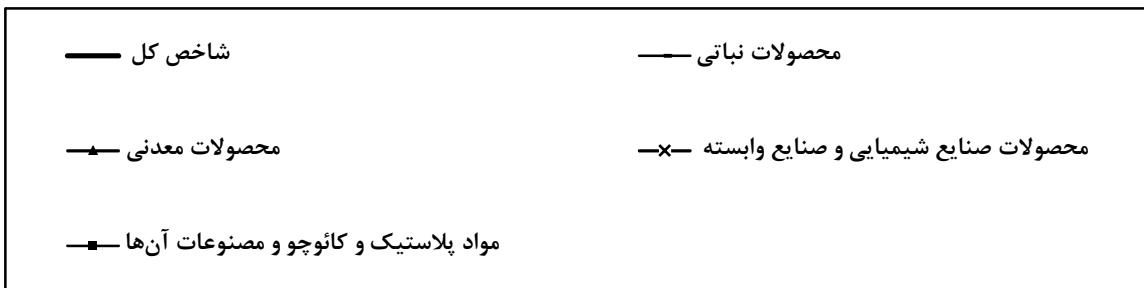 شاخص کل
محصولات نباتی
محصولات معدنی
محصولات صنایع شیمیایی و صنایع وابسته
مواد پلاستیک و کائوچو و مصنوعات آن‌ها